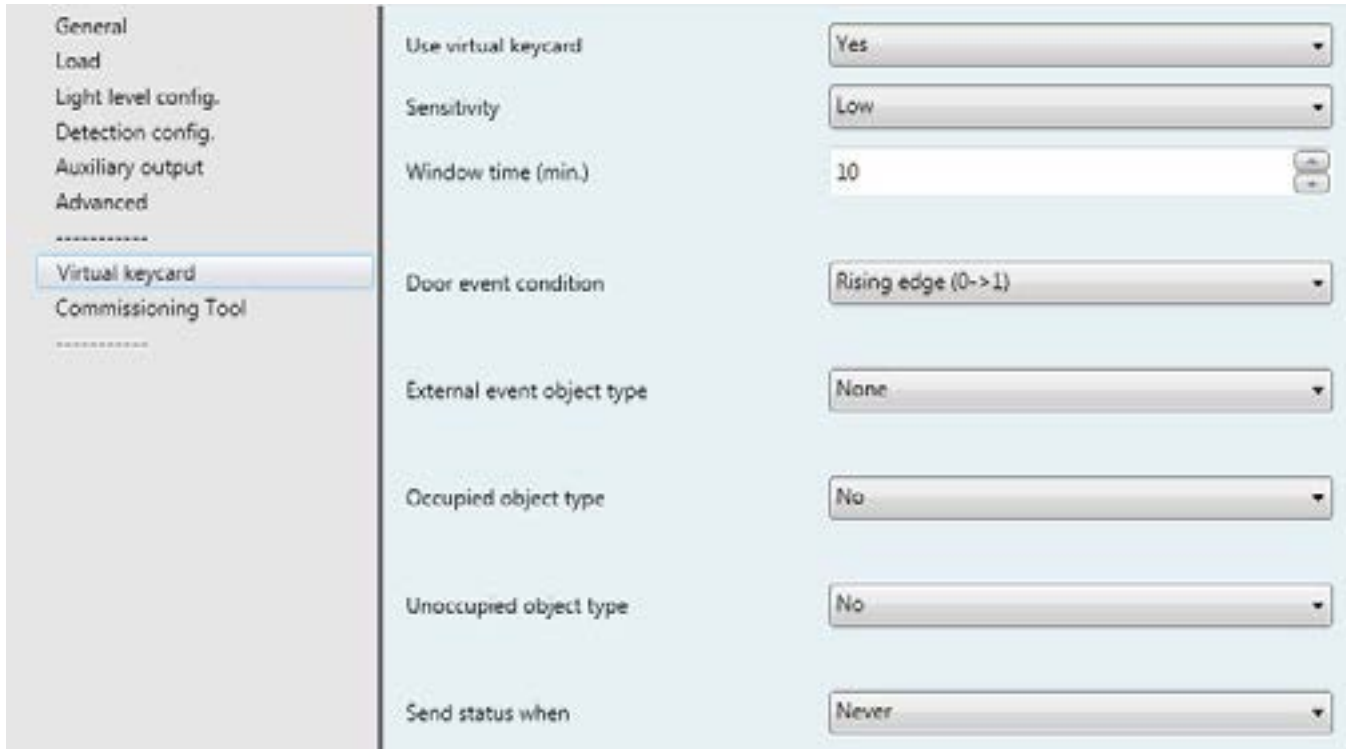 General
Load
Light level config.
Detection config.
Auxiliary output
Advanced
-----------
Virtual keycard
Commissioning Tool
-----------
Use virtual keycard Yes
Sensitivity Low
Window time (min.) 10
Door event condition Rising edge (0->1)
External event object type None
Occupied object type No
Unoccupied object type No
Send status when Never